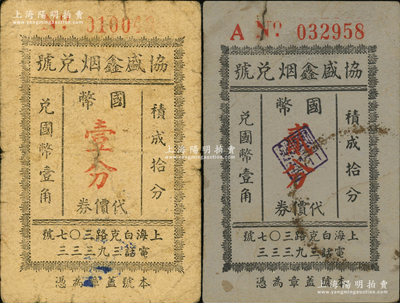 01004
協盛鑫烟兑號
積成拾分
國幣
壹分
代價券
兑國幣壹角
上海白克路三〇七號
電話三九三三三
本號蓋章為憑
A No 032958
協盛鑫烟兑號
積成拾分
國幣
分
代價券
兑國幣壹角
上海白克路三〇七號
電話三九三三三
本號蓋章為憑
上海阳明拍卖
上海阳明拍卖